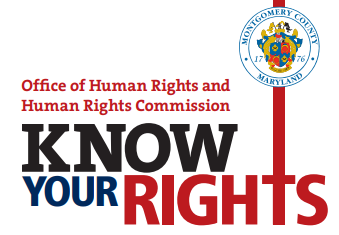 MONTGOMERY COUNTY
17 76
MARYLAND
Office of Human Rights and
Human Rights Commission
KNOW
YOUR RIGHTS